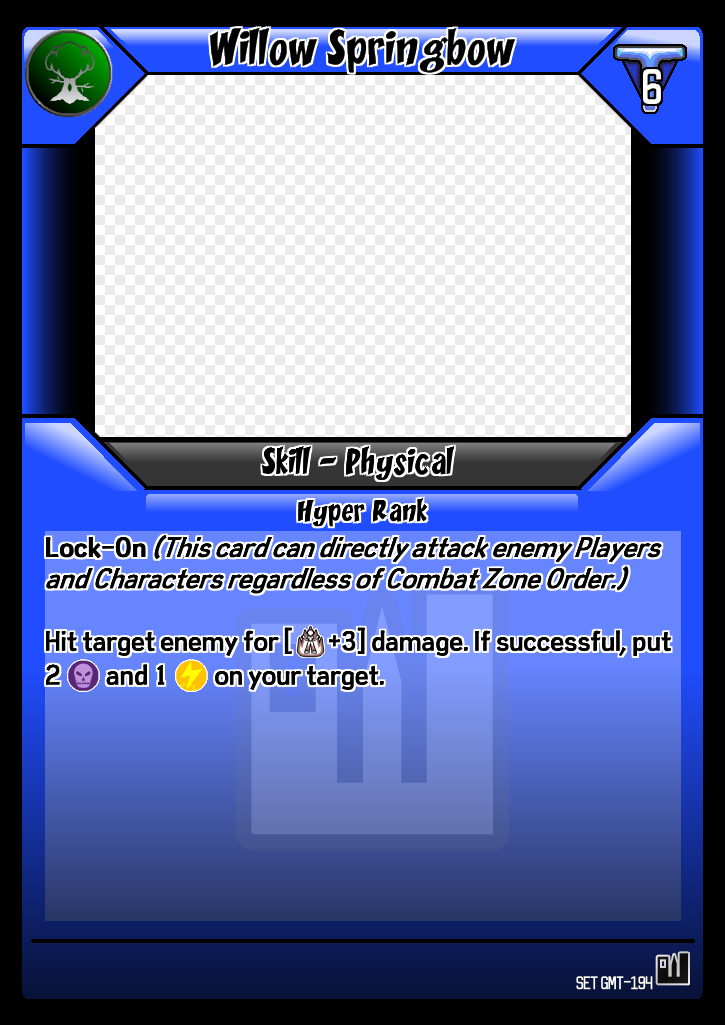 Willow Springbow
6
Skill - Physical
Hyper Rank
Lock-On (This card can directly attack enemy Players
and Characters regardless of Combat Zone Order.)
Hit target enemy for [ +3] damage. If successful, put
2 and 1 on your target.
SET GMT-194